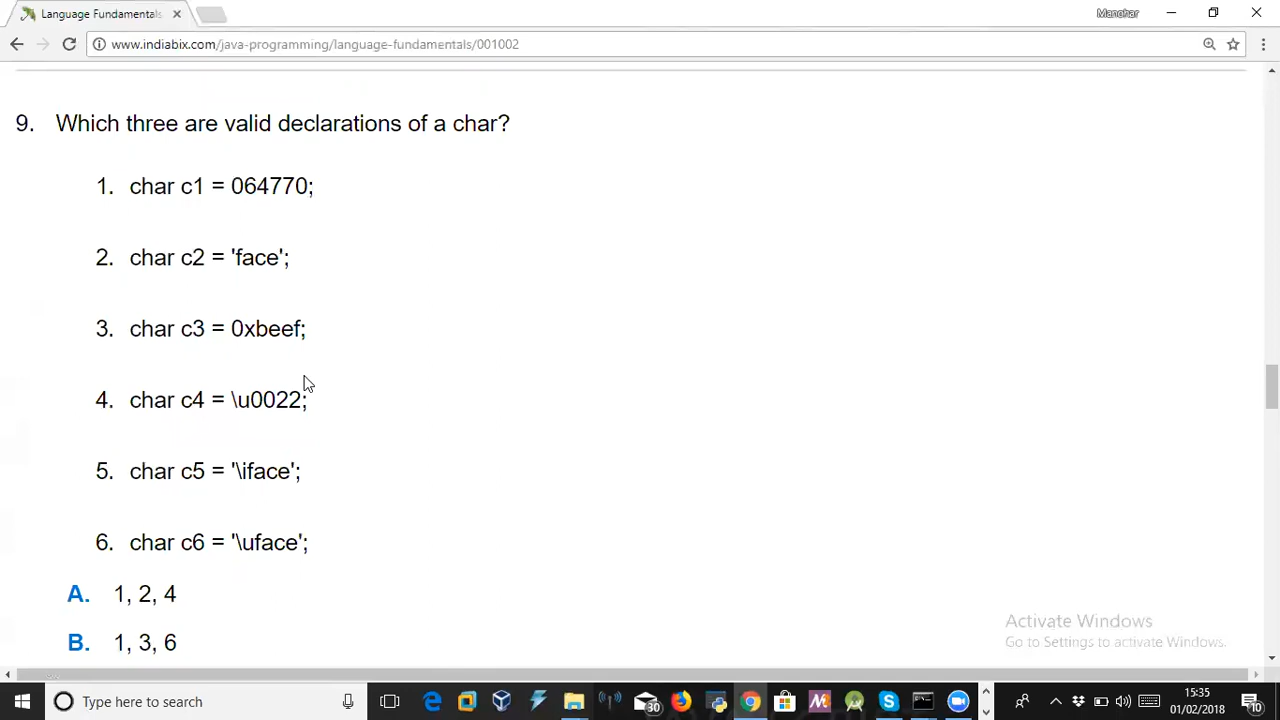 Language Fundamentals
Manohar
www.indiabix.com/java-programming/language-fundamentals/001002
9. Which three are valid declarations of a char?
1. char c1 = 064770;
2. char c2 = 'face';
3. char c3 = 0xbeef;
4. char c4 = \u0022;
5. char c5 = '\iface';
6. char c6 = '\uface';
A. 1, 2, 4
B. 1, 3, 6
Activate Windows
Go to Settings to activate Windows.
Type here to search
30
15:35
01/02/2018
10